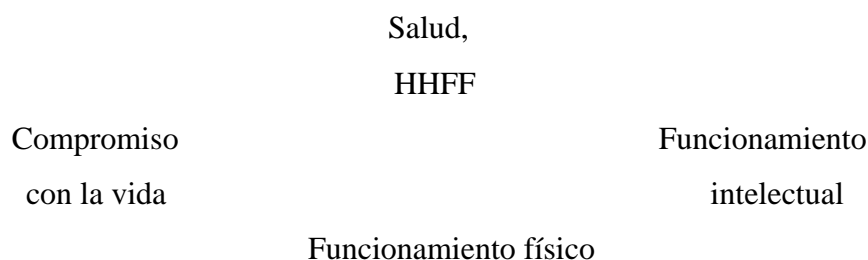 Salud,
HHFF
Compromiso
con la vida
Funcionamiento
intelectual
Funcionamiento físico